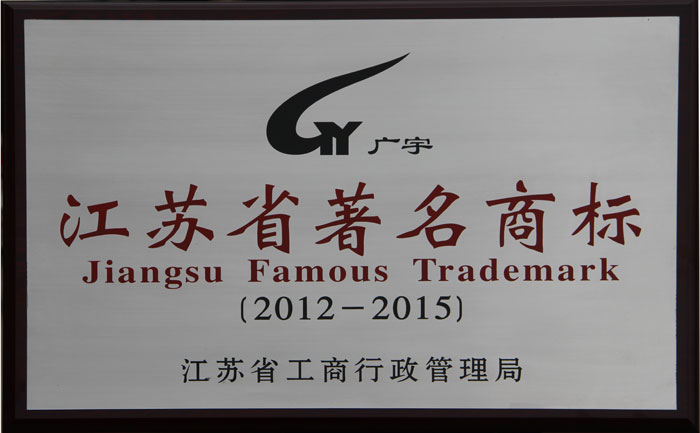 GY 广宇
江苏省著名商标
Jiangsu Famous Trademark
(2012-2015)
江苏省工商行政管理局